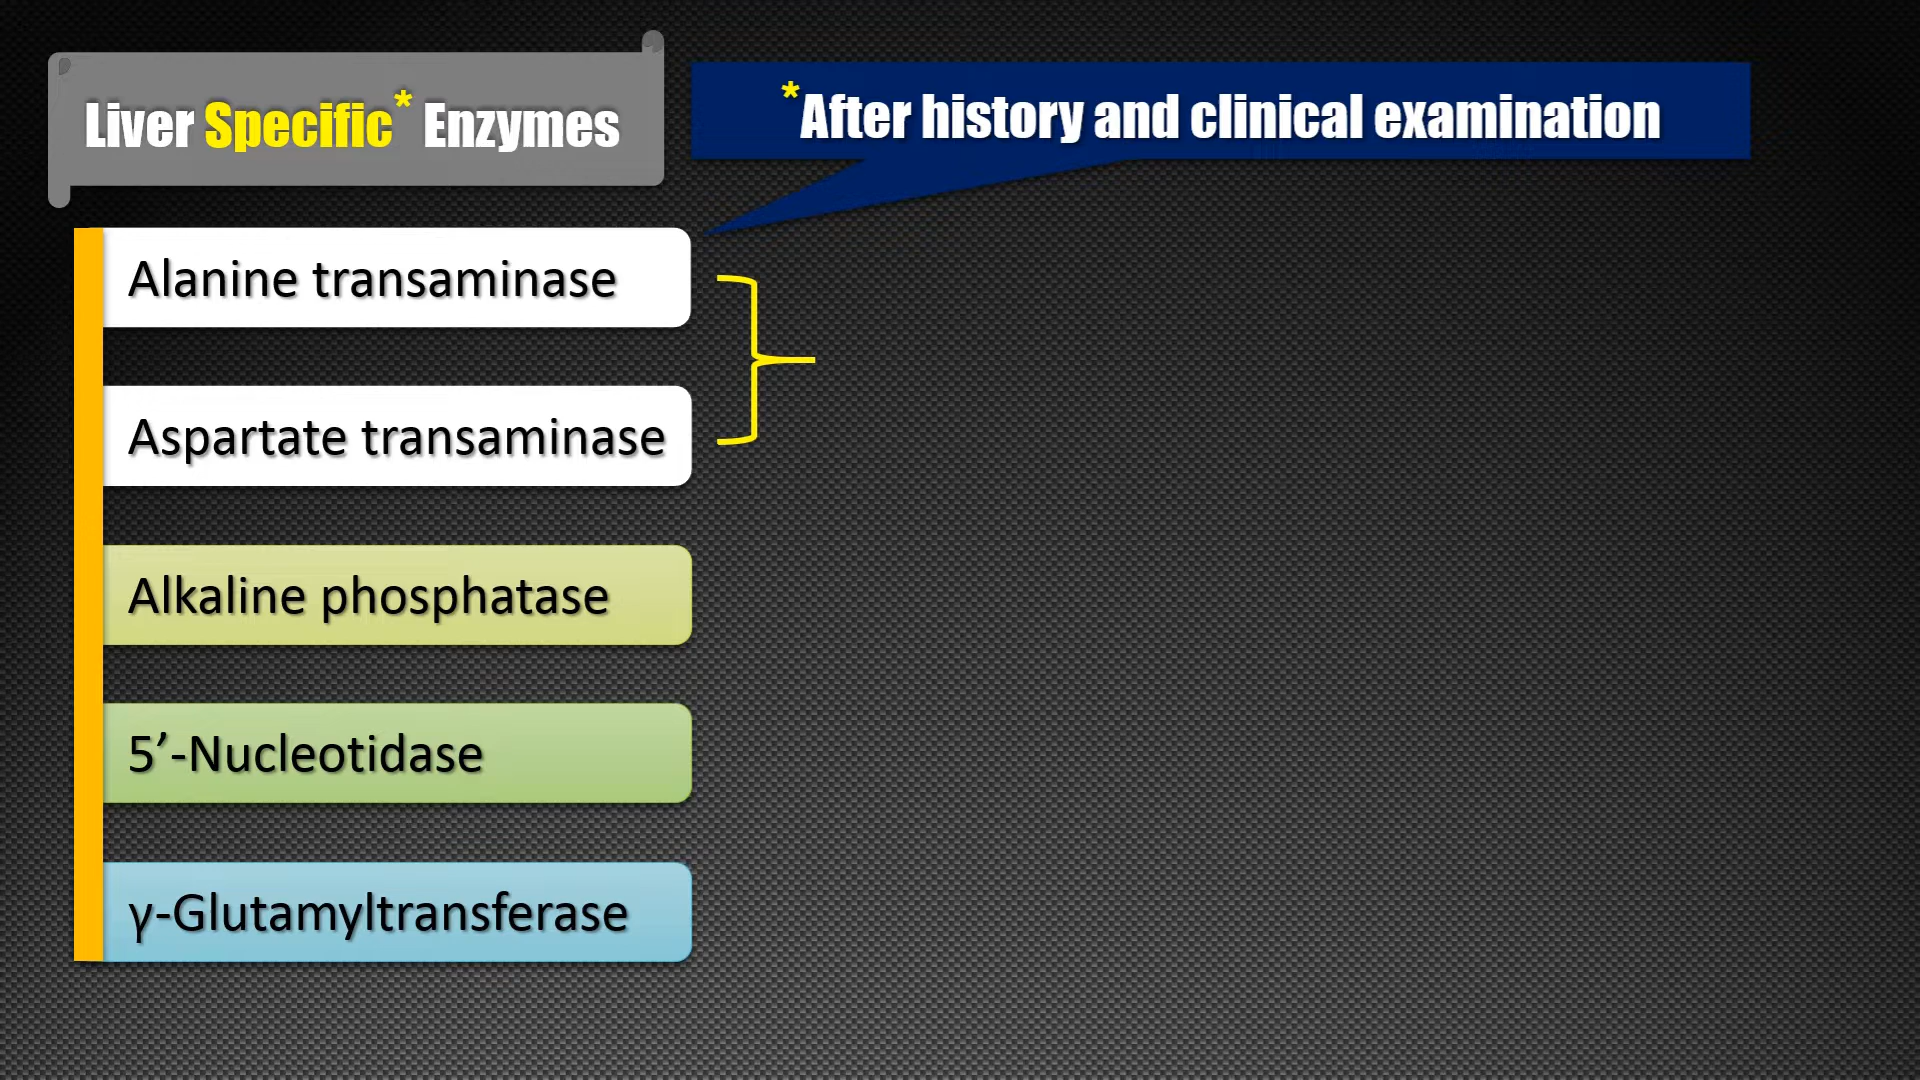 Liver Specific* Enzymes
*After history and clinical examination
Alanine transaminase
Aspartate transaminase
Alkaline phosphatase
5’-Nucleotidase
γ-Glutamyltransferase